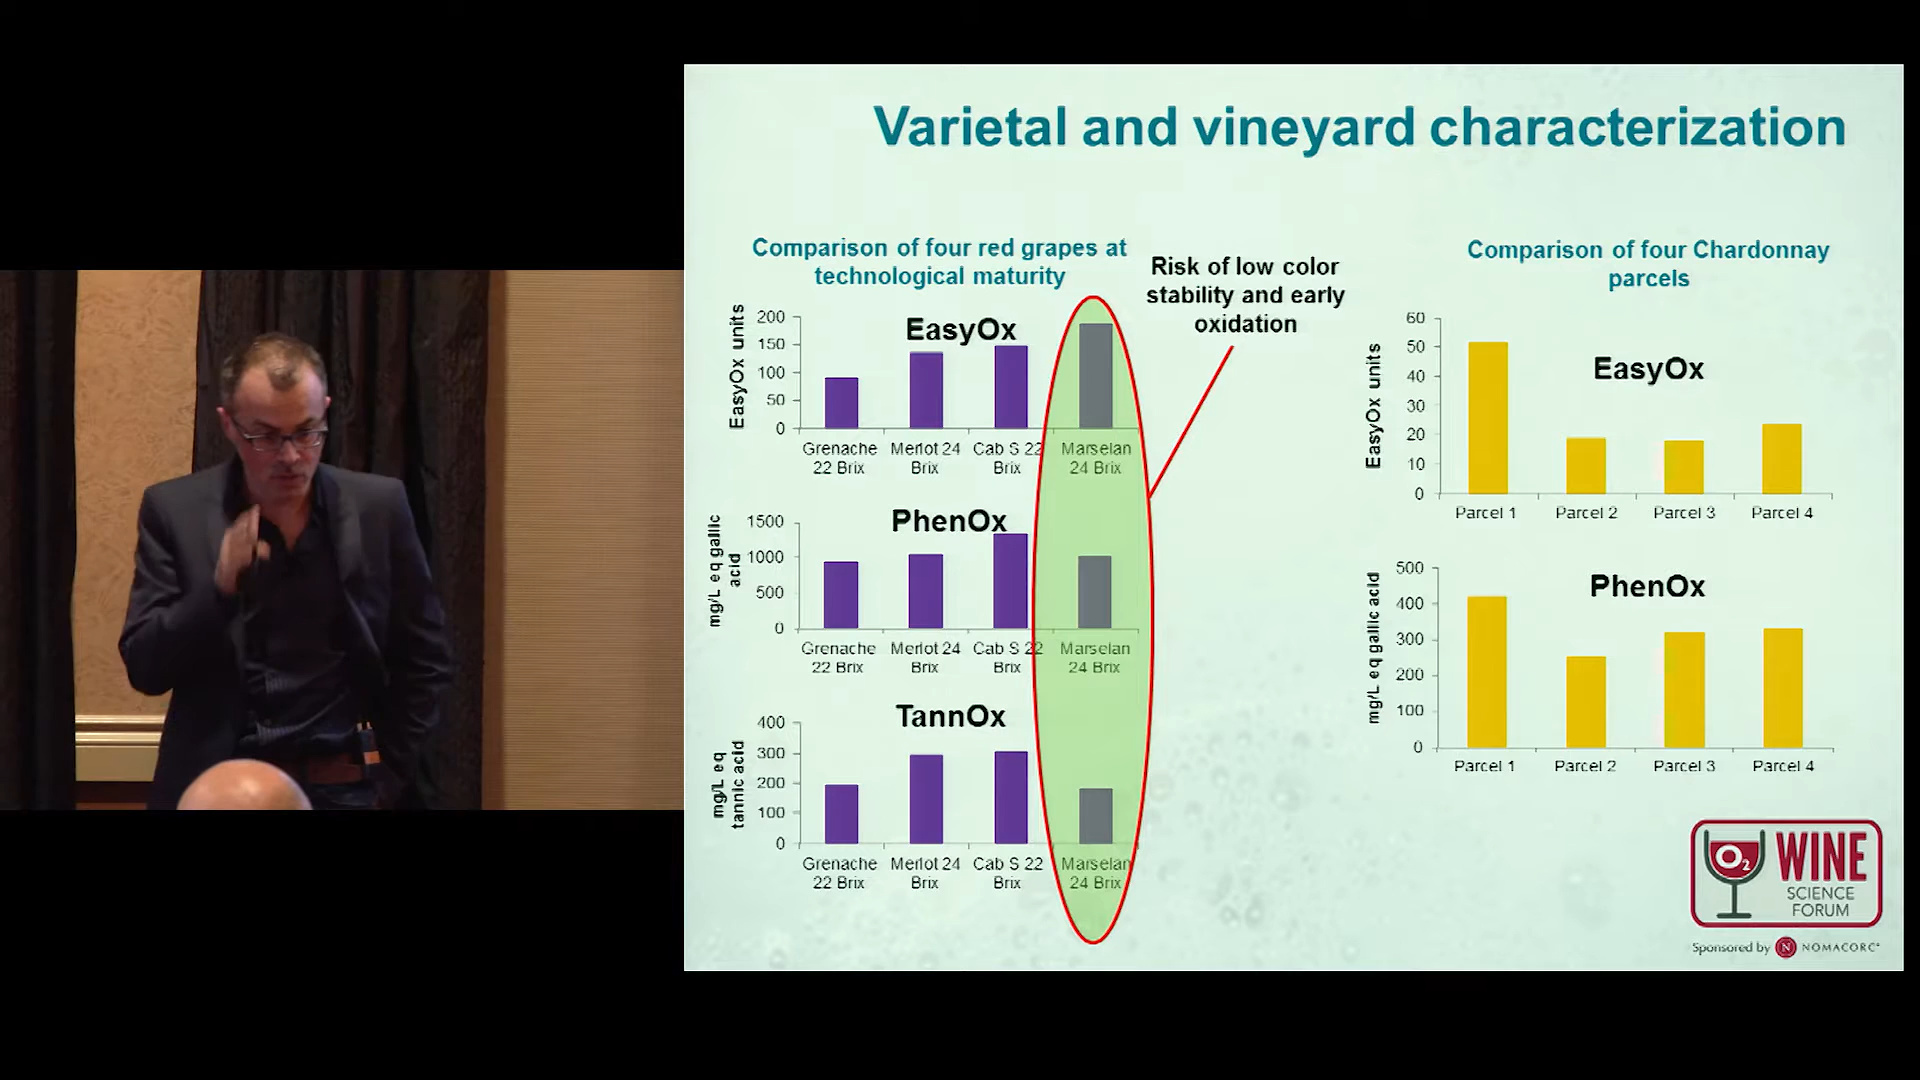 Varietal and vineyard characterization
Comparison of four red grapes at
technological maturity
EasyOx units
200
150
100
50
0
EasyOx
Grenache
22 Brix
Merlot 24
Brix
Cab S 22
Marselan
24 Brix
mg/L eq gallic
acid
1500
1000
500
0
PhenOx
Grenache
22 Brix
Merlot 24
Brix
Cab S 22
Brix
Marselan
24 Brix
mg/L eq
tannic acid
400
300
200
100
0
TannOx
Grenache
22 Brix
Merlot 24
Brix
Cab S 22
Brix
Marselan
24 Brix
Risk of low color
stability and early
oxidation
Comparison of four Chardonnay
parcels
EasyOx units
60
50
40
30
20
10
0
EasyOx
Parcel 1
Parcel 2
Parcel 3
Parcel 4
mg/L eq gallic acid
500
400
300
200
100
0
PhenOx
Parcel 1
Parcel 2
Parcel 3
Parcel 4
O2
WINE
SCIENCE
FORUM
Sponsored by N NOMACORC